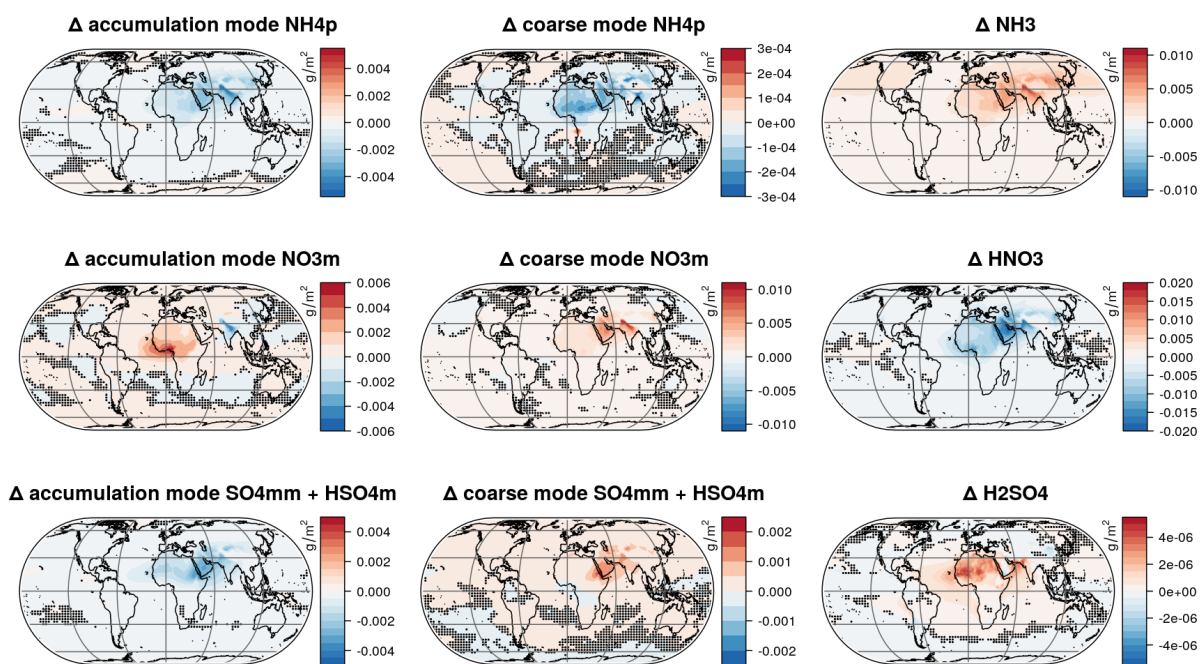 Δ accumulation mode NH4p
g/m²
0.004
0.002
0.000
-0.002
-0.004
Δ coarse mode NH4p
g/m²
3e-04
2e-04
1e-04
0e+00
-1e-04
-2e-04
-3e-04
Δ NH3
g/m²
0.010
0.005
0.000
-0.005
-0.010
Δ accumulation mode NO3m
g/m²
0.006
0.004
0.002
0.000
-0.002
-0.004
-0.006
Δ coarse mode NO3m
g/m²
0.010
0.005
0.000
-0.005
-0.010
Δ HNO3
g/m²
0.020
0.015
0.010
0.005
0.000
-0.005
-0.010
-0.015
-0.020
Δ accumulation mode SO4mm + HSO4m
g/m²
0.004
0.002
0.000
-0.002
-0.004
Δ coarse mode SO4mm + HSO4m
g/m²
0.002
0.001
0.000
-0.001
-0.002
Δ H2SO4
g/m²
4e-06
2e-06
0e+00
-2e-06
-4e-06